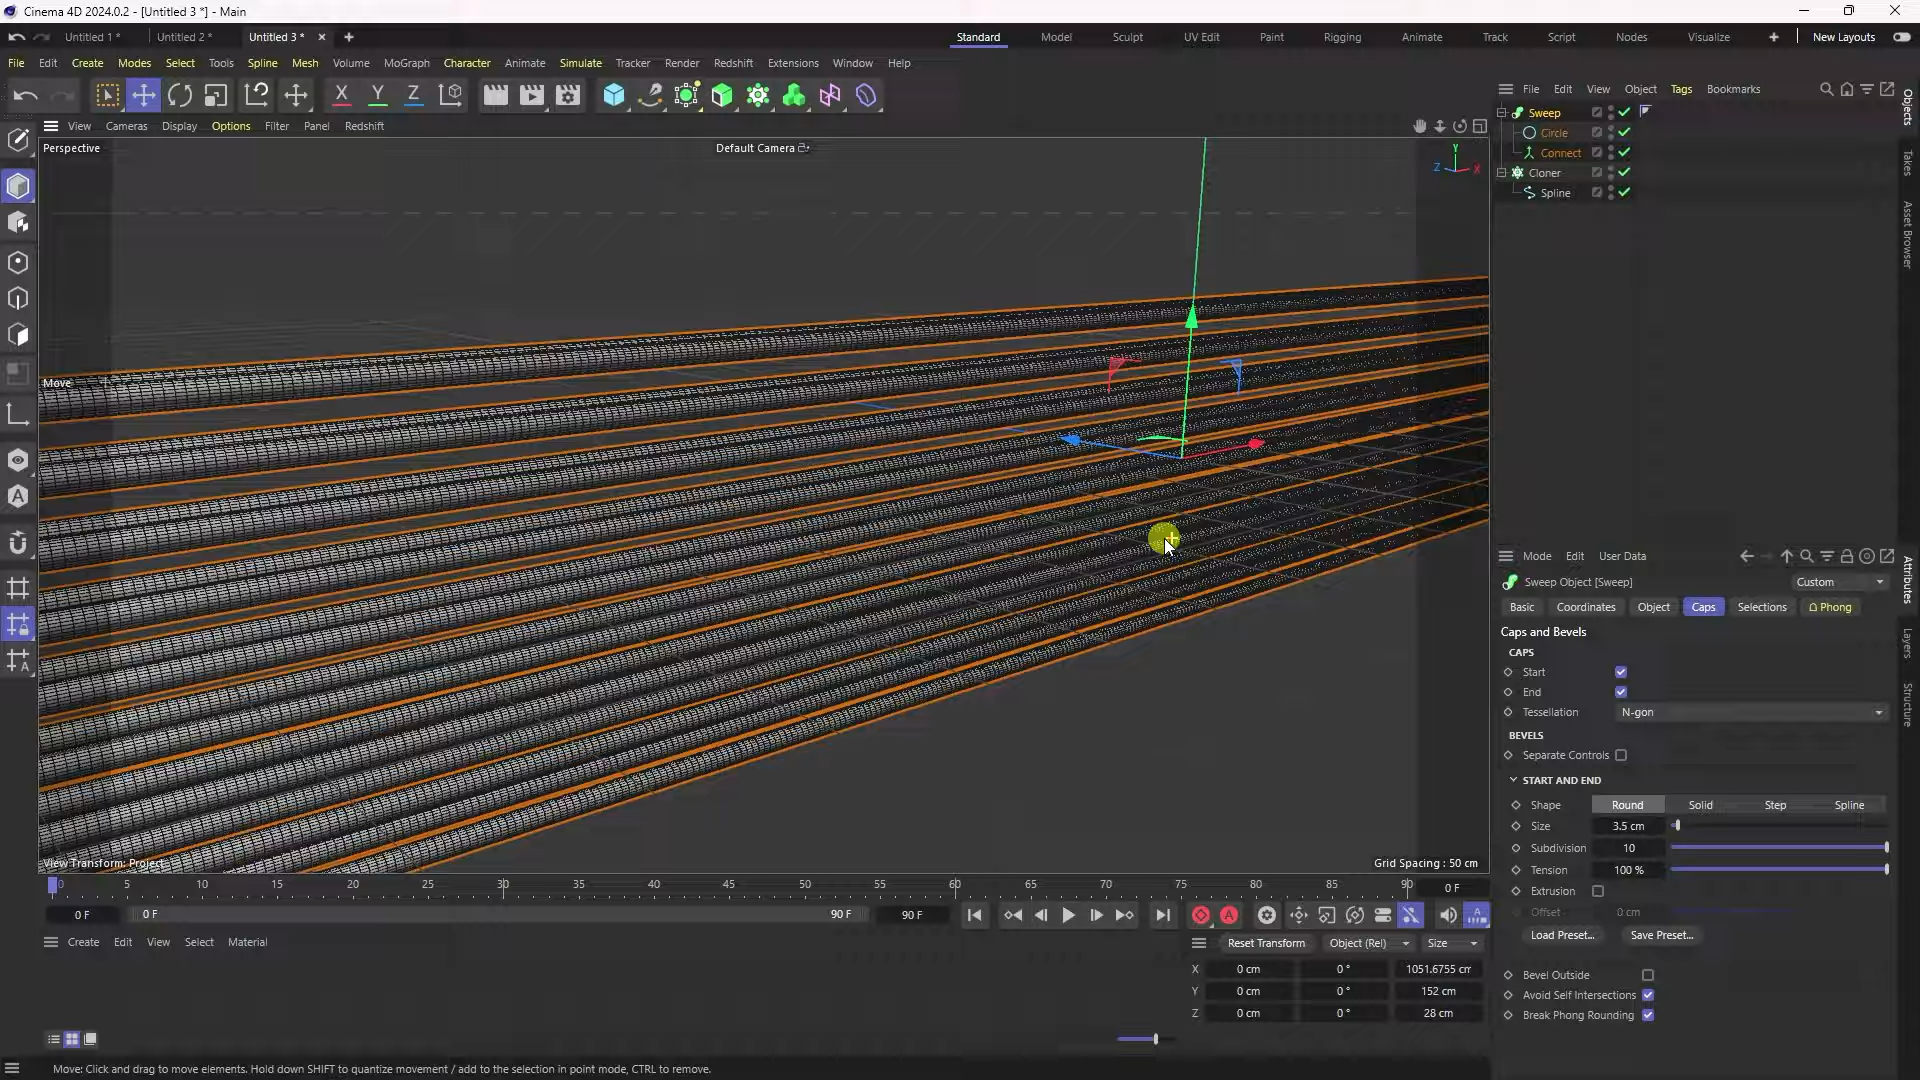 Cinema 4D 2024.0.2 - [Untitled 3 *] - Main
Untitled 1 * Untitled 2 * Untitled 3 * Standard Model Sculpt UV Edit Paint Rigging Animate Track Script Nodes Visualize New Layouts
File Edit Create Modes Select Tools Spline Mesh Volume MoGraph Character Animate Simulate Tracker Render Redshift Extensions Window Help
X Y Z
View Cameras Display Options Filter Panel Redshift
Perspective
Default Camera
Y
Z X
Move
View Transform: Project
Grid Spacing : 50 cm
0 5 10 15 20 25 30 35 40 45 50 55 60 65 70 75 80 85 90 0 F
0 F 0 F 90 F 90 F
Create Edit View Select Material
Reset Transform Object (Rel) Size
X 0 cm 0 ° 1051.6755 cm
Y 0 cm 0 ° 152 cm
Z 0 cm 0 ° 28 cm
Move: Click and drag to move elements. Hold down SHIFT to quantize movement / add to the selection in point mode, CTRL to remove.
File Edit View Object Tags Bookmarks
Sweep
Circle
Connect
Cloner
Spline
Objects
Takes
Asset Browser
Mode Edit User Data
Sweep Object [Sweep] Custom
Basic Coordinates Object Caps Selections Phong
Caps and Bevels
CAPS
Start
End
Tessellation N-gon
BEVELS
Separate Controls
START AND END
Shape Round Solid Step Spline
Size 3.5 cm
Subdivision 10
Tension 100 %
Extrusion
Offset 0 cm
Load Preset... Save Preset...
Bevel Outside
Avoid Self Intersections
Break Phong Rounding
Attributes
Layers
Structure